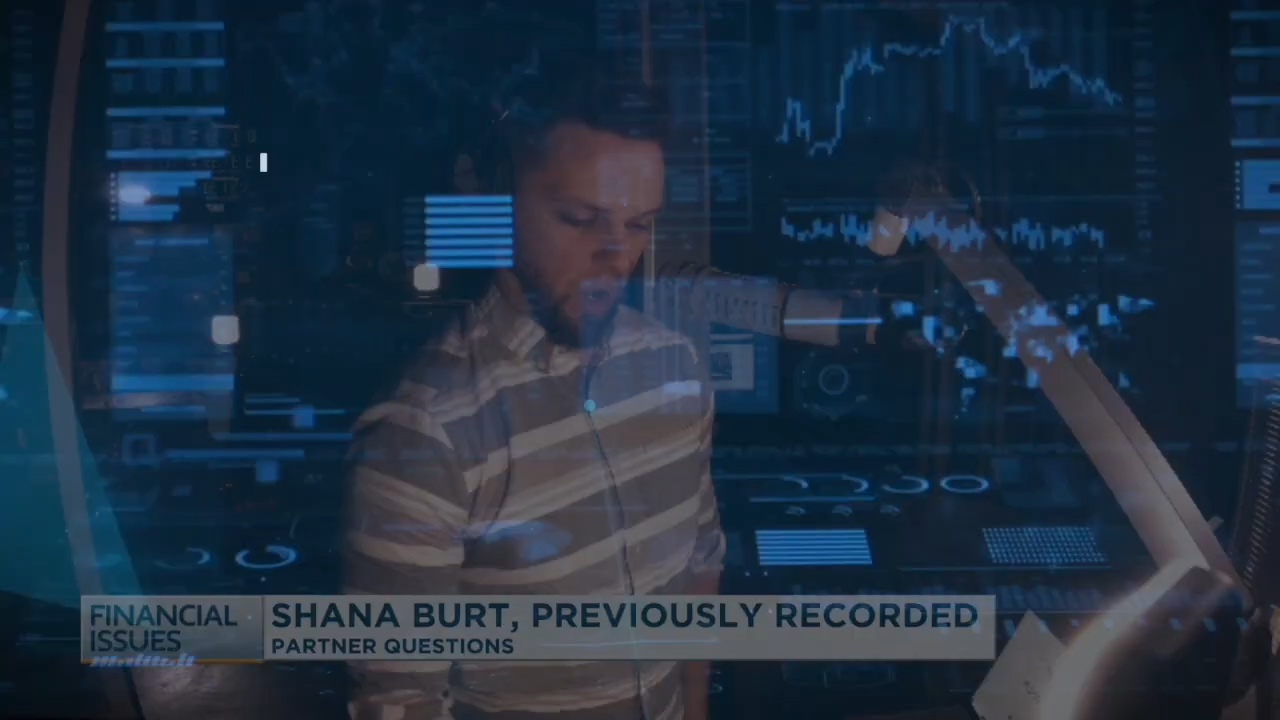 FINANCIAL
ISSUES
SHANA BURT, PREVIOUSLY RECORDED
PARTNER QUESTIONS